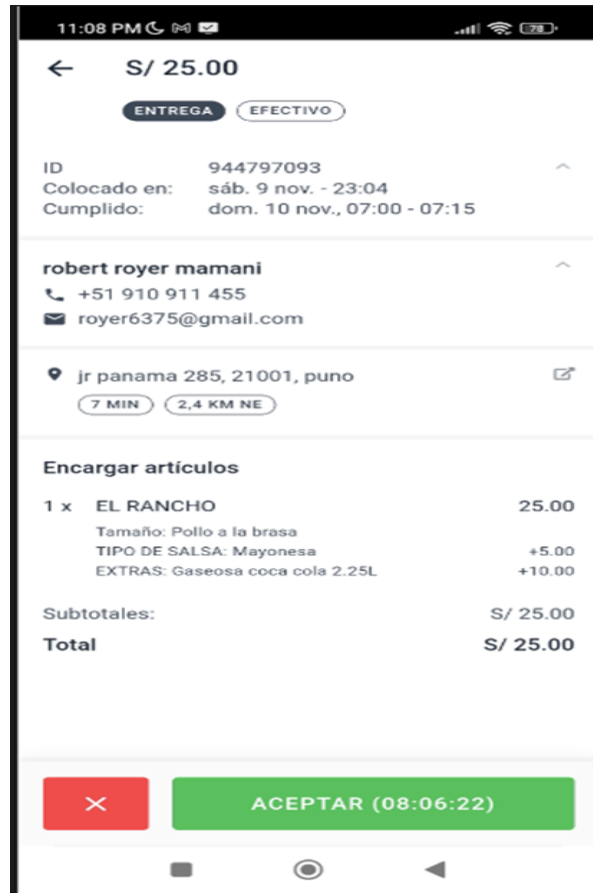 11:08 PM 78
S/ 25.00
ENTREGA EFECTIVO
ID 944797093
Colocado en: sáb. 9 nov. - 23:04
Cumplido: dom. 10 nov., 07:00 - 07:15
robert royer mamani
+51 910 911 455
royer6375@gmail.com
jr panama 285, 21001, puno
7 MIN 2,4 KM NE
Encargar artículos
1 x EL RANCHO 25.00
Tamaño: Pollo a la brasa
TIPO DE SALSA: Mayonesa +5.00
EXTRAS: Gaseosa coca cola 2.25L +10.00
Subtotales: S/ 25.00
Total S/ 25.00
ACEPTAR (08:06:22)